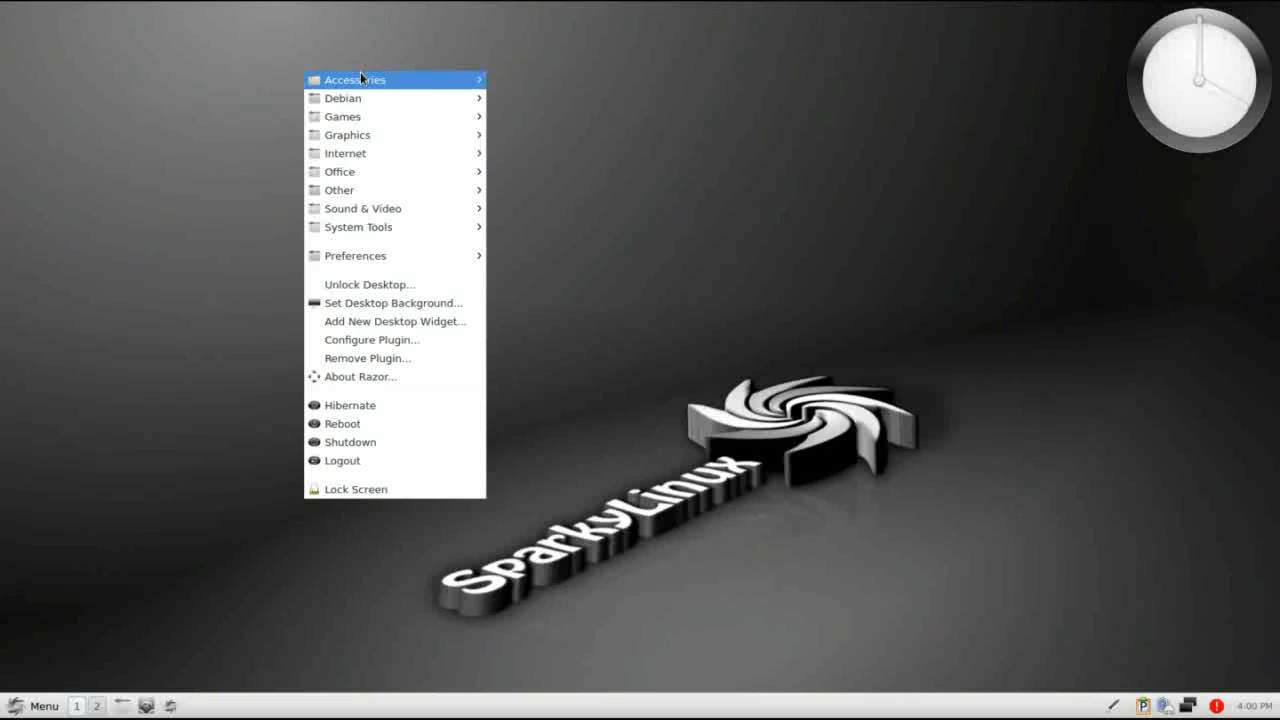 Accessories
Debian
Games
Graphics
Internet
Office
Other
Sound & Video
System Tools
Preferences
Unlock Desktop...
Set Desktop Background...
Add New Desktop Widget...
Configure Plugin...
Remove Plugin...
About Razor...
Hibernate
Reboot
Shutdown
Logout
Lock Screen
SparkyLinux
Menu 1 2 P 4:00 PM